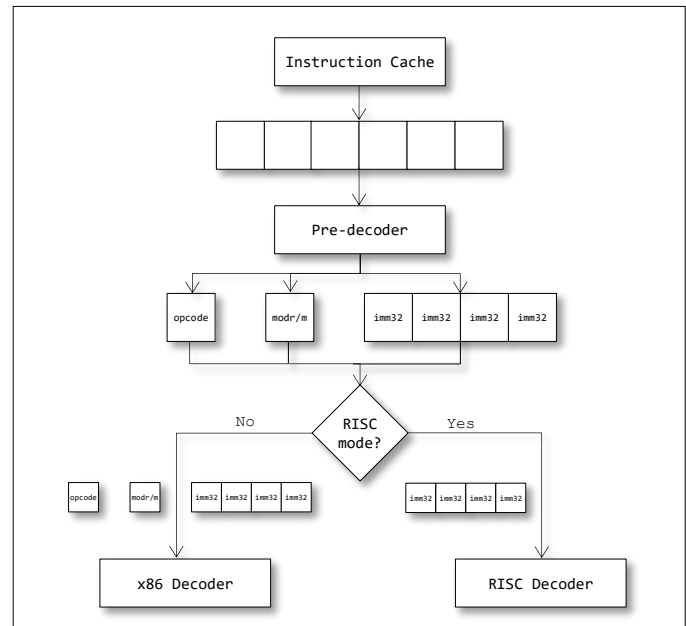 Instruction Cache
Pre-decoder
opcode modr/m imm32 imm32 imm32 imm32
RISC
mode?
No Yes
opcode modr/m imm32 imm32 imm32 imm32 imm32 imm32 imm32 imm32
x86 Decoder RISC Decoder